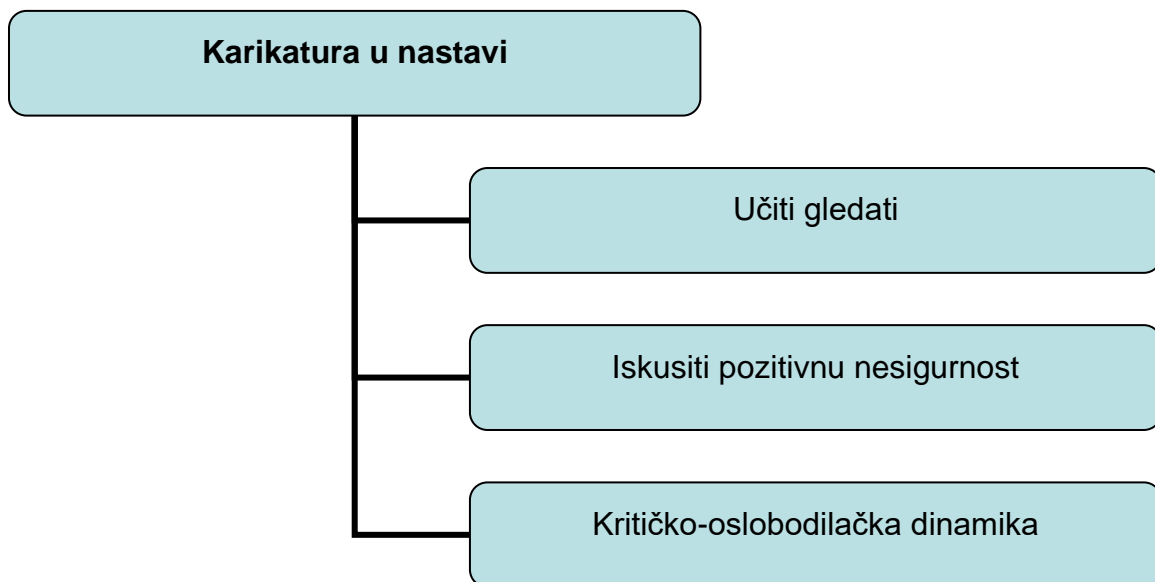 Karikatura u nastavi
Učiti gledati
Iskusiti pozitivnu nesigurnost
Kritičko-oslobodilačka dinamika